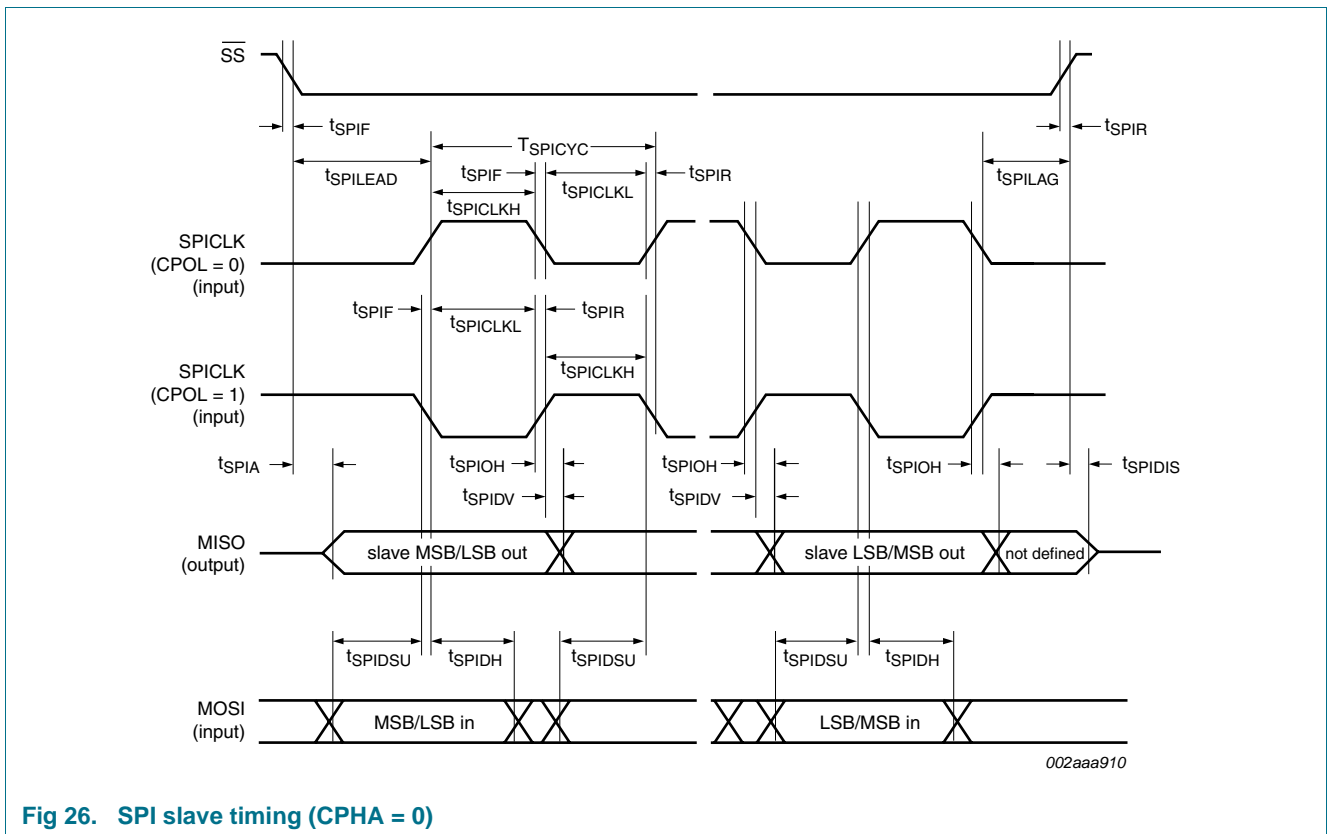 SS
tSPIF
tSPIR
TSPICYC
tSPILEAD
tSPIF
tSPICLKL
tSPIR
tSPILAG
tSPICLKH
SPICLK
(CPOL = 0)
(input)
tSPIF
tSPICLKL
tSPIR
tSPICLKH
SPICLK
(CPOL = 1)
(input)
tSPIA
tSPIOH
tSPIOH
tSPIOH
tSPIDIS
tSPIDV
tSPIDV
MISO
(output)
slave MSB/LSB out
slave LSB/MSB out
not defined
tSPIDSU
tSPIDH
tSPIDSU
tSPIDSU
tSPIDH
MOSI
(input)
MSB/LSB in
LSB/MSB in
002aaa910
Fig 26. SPI slave timing (CPHA = 0)